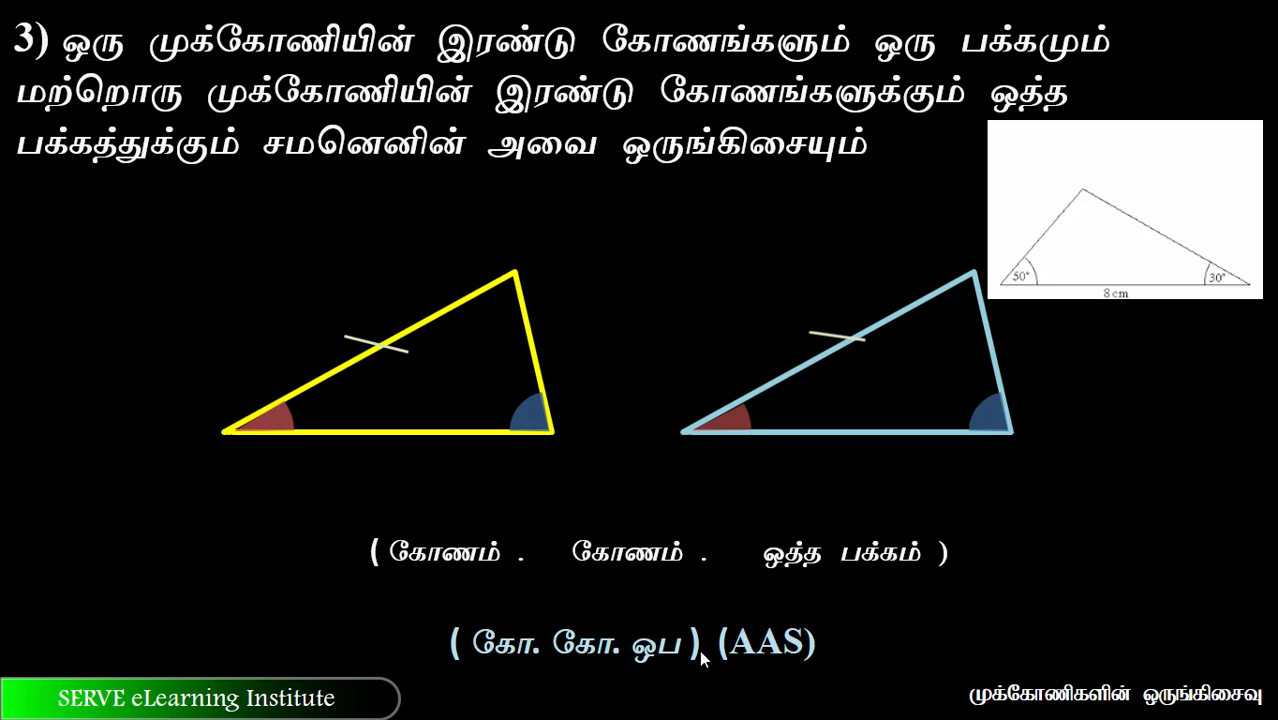 3) ஒரு முக்கோணியின் இரண்டு கோணங்களும் ஒரு பக்கமும்
மற்றொரு முக்கோணியின் இரண்டு கோணங்களுக்கும் ஒத்த
பக்கத்துக்கும் சமனெனின் அவை ஒருங்கிசையும்
50°
30°
8 cm
( கோணம் . கோணம் . ஒத்த பக்கம் )
( கோ. கோ. ஒப ), (AAS)
SERVE eLearning Institute
முக்கோணிகளின் ஒருங்கிசைவு